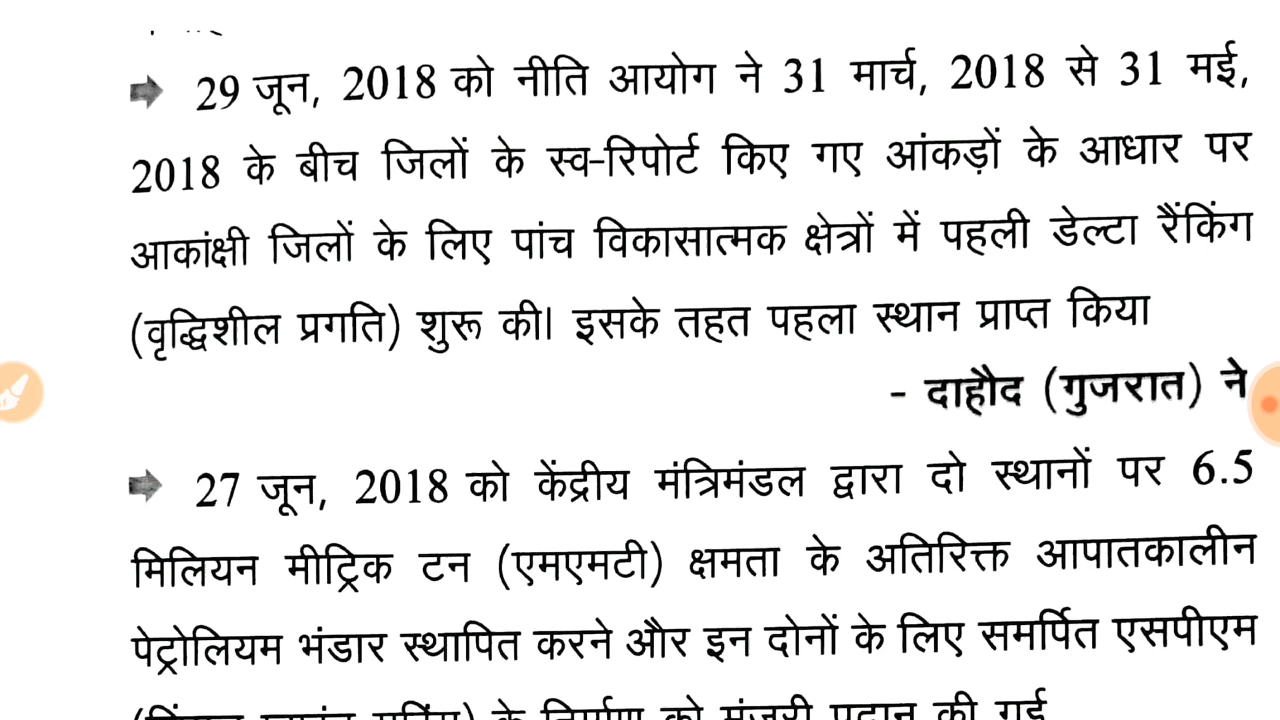 29 जून, 2018 को नीति आयोग ने 31 मार्च, 2018 से 31 मई,
2018 के बीच जिलों के स्व-रिपोर्ट किए गए आंकड़ों के आधार पर
आकांक्षी जिलों के लिए पांच विकासात्मक क्षेत्रों में पहली डेल्टा रैंकिंग
(वृद्धिशील प्रगति) शुरू की। इसके तहत पहला स्थान प्राप्त किया
- दाहौद (गुजरात) ने
27 जून, 2018 को केंद्रीय मंत्रिमंडल द्वारा दो स्थानों पर 6.5
मिलियन मीट्रिक टन (एमएमटी) क्षमता के अतिरिक्त आपातकालीन
पेट्रोलियम भंडार स्थापित करने और इन दोनों के लिए समर्पित एसपीएम
के निर्माण को मंजूरी प्रदान की गई